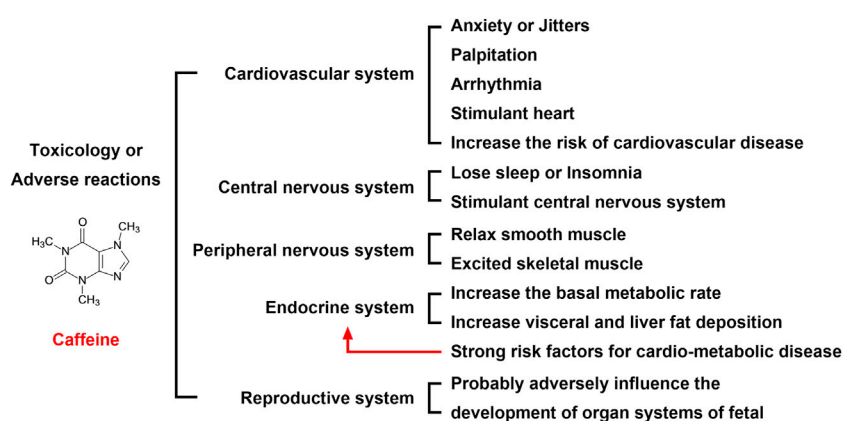 Toxicology or
Adverse reactions
O
CH₃
H₃C
N
N
O
N
N
CH₃
Caffeine
Cardiovascular system
Anxiety or Jitters
Palpitation
Arrhythmia
Stimulant heart
Increase the risk of cardiovascular disease
Central nervous system
Lose sleep or Insomnia
Stimulant central nervous system
Peripheral nervous system
Relax smooth muscle
Excited skeletal muscle
Endocrine system
Increase the basal metabolic rate
Increase visceral and liver fat deposition
Strong risk factors for cardio-metabolic disease
Reproductive system
Probably adversely influence the
development of organ systems of fetal